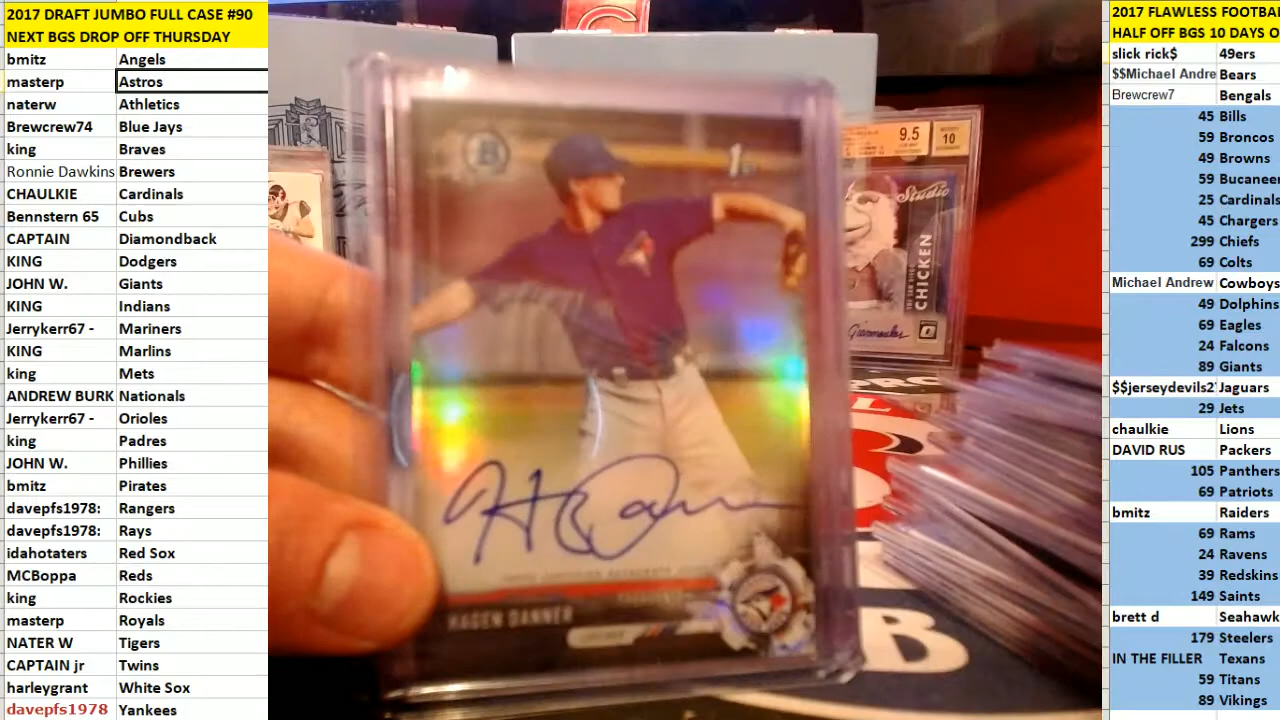 2017 DRAFT JUMBO FULL CASE #90
NEXT BGS DROP OFF THURSDAY
bmitz Angels
masterp Astros
naterw Athletics
Brewcrew74 Blue Jays
king Braves
Ronnie Dawkins Brewers
CHAULKIE Cardinals
Bennstern 65 Cubs
CAPTAIN Diamondback
KING Dodgers
JOHN W. Giants
KING Indians
Jerrykerr67 - Mariners
KING Marlins
king Mets
ANDREW BURK Nationals
Jerrykerr67 - Orioles
king Padres
JOHN W. Phillies
bmitz Pirates
davepfs1978: Rangers
davepfs1978: Rays
idahotaters Red Sox
MCBoppa Reds
king Rockies
masterp Royals
NATER W Tigers
CAPTAIN jr Twins
harleygrant White Sox
davepfs1978 Yankees
B
1st
HAGEN DANNER
9.5
10
Studio
CHICKEN
B
2017 FLAWLESS FOOTBA
HALF OFF BGS 10 DAYS O
slick rick$ 49ers
$$Michael Andre Bears
Brewcrew7 Bengals
45 Bills
59 Broncos
49 Browns
59 Bucaneer
25 Cardinals
45 Chargers
299 Chiefs
69 Colts
Michael Andrew Cowboys
49 Dolphins
69 Eagles
24 Falcons
89 Giants
$$jerseydevils2 Jaguars
29 Jets
chaulkie Lions
DAVID RUS Packers
105 Panthers
69 Patriots
bmitz Raiders
69 Rams
24 Ravens
39 Redskins
149 Saints
brett d Seahawk
179 Steelers
IN THE FILLER Texans
59 Titans
89 Vikings